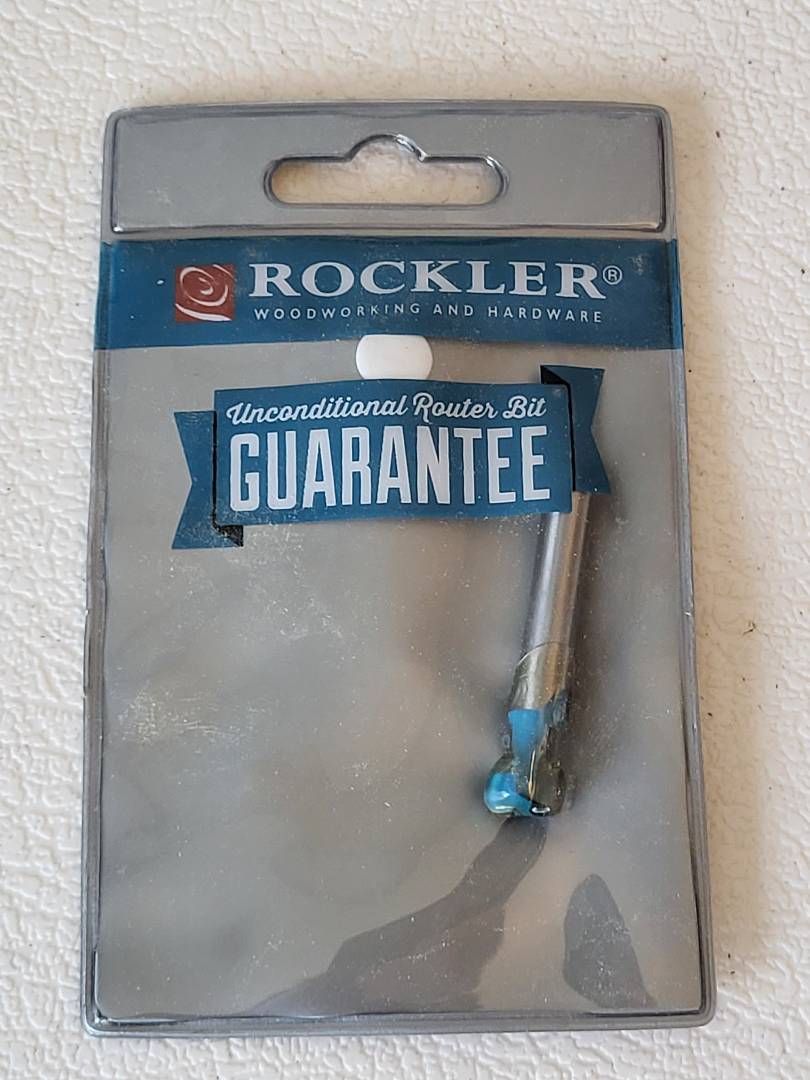 ROCKLER®
WOODWORKING AND HARDWARE
Unconditional Router Bit
GUARANTEE